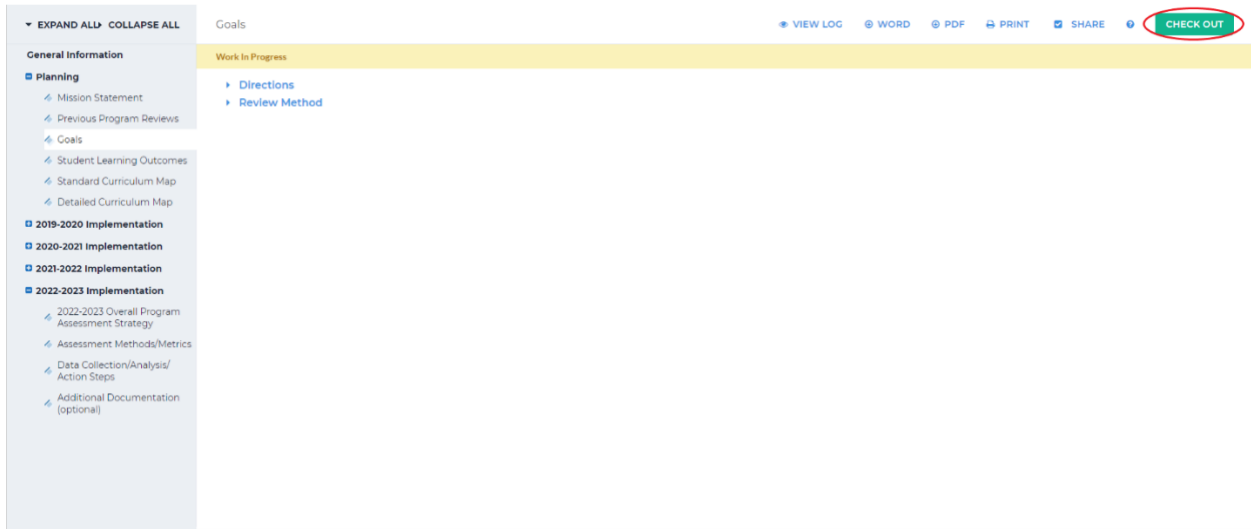 EXPAND ALL COLLAPSE ALL
Goals
VIEW LOG
WORD
PDF
PRINT
SHARE
CHECK OUT
General Information
Work In Progress
Planning
Mission Statement
Previous Program Reviews
Goals
Student Learning Outcomes
Standard Curriculum Map
Detailed Curriculum Map
2019-2020 Implementation
2020-2021 Implementation
2021-2022 Implementation
2022-2023 Implementation
2022-2023 Overall Program
Assessment Strategy
Assessment Methods/Metrics
Data Collection/Analysis/
Action Steps
Additional Documentation
(optional)
Directions
Review Method